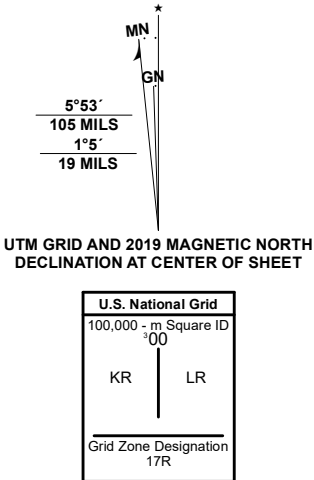 MN
GN
5°53´
105 MILS
1°5´
19 MILS
UTM GRID AND 2019 MAGNETIC NORTH
DECLINATION AT CENTER OF SHEET
U.S. National Grid
100,000 - m Square ID
³00
KR LR
Grid Zone Designation
17R